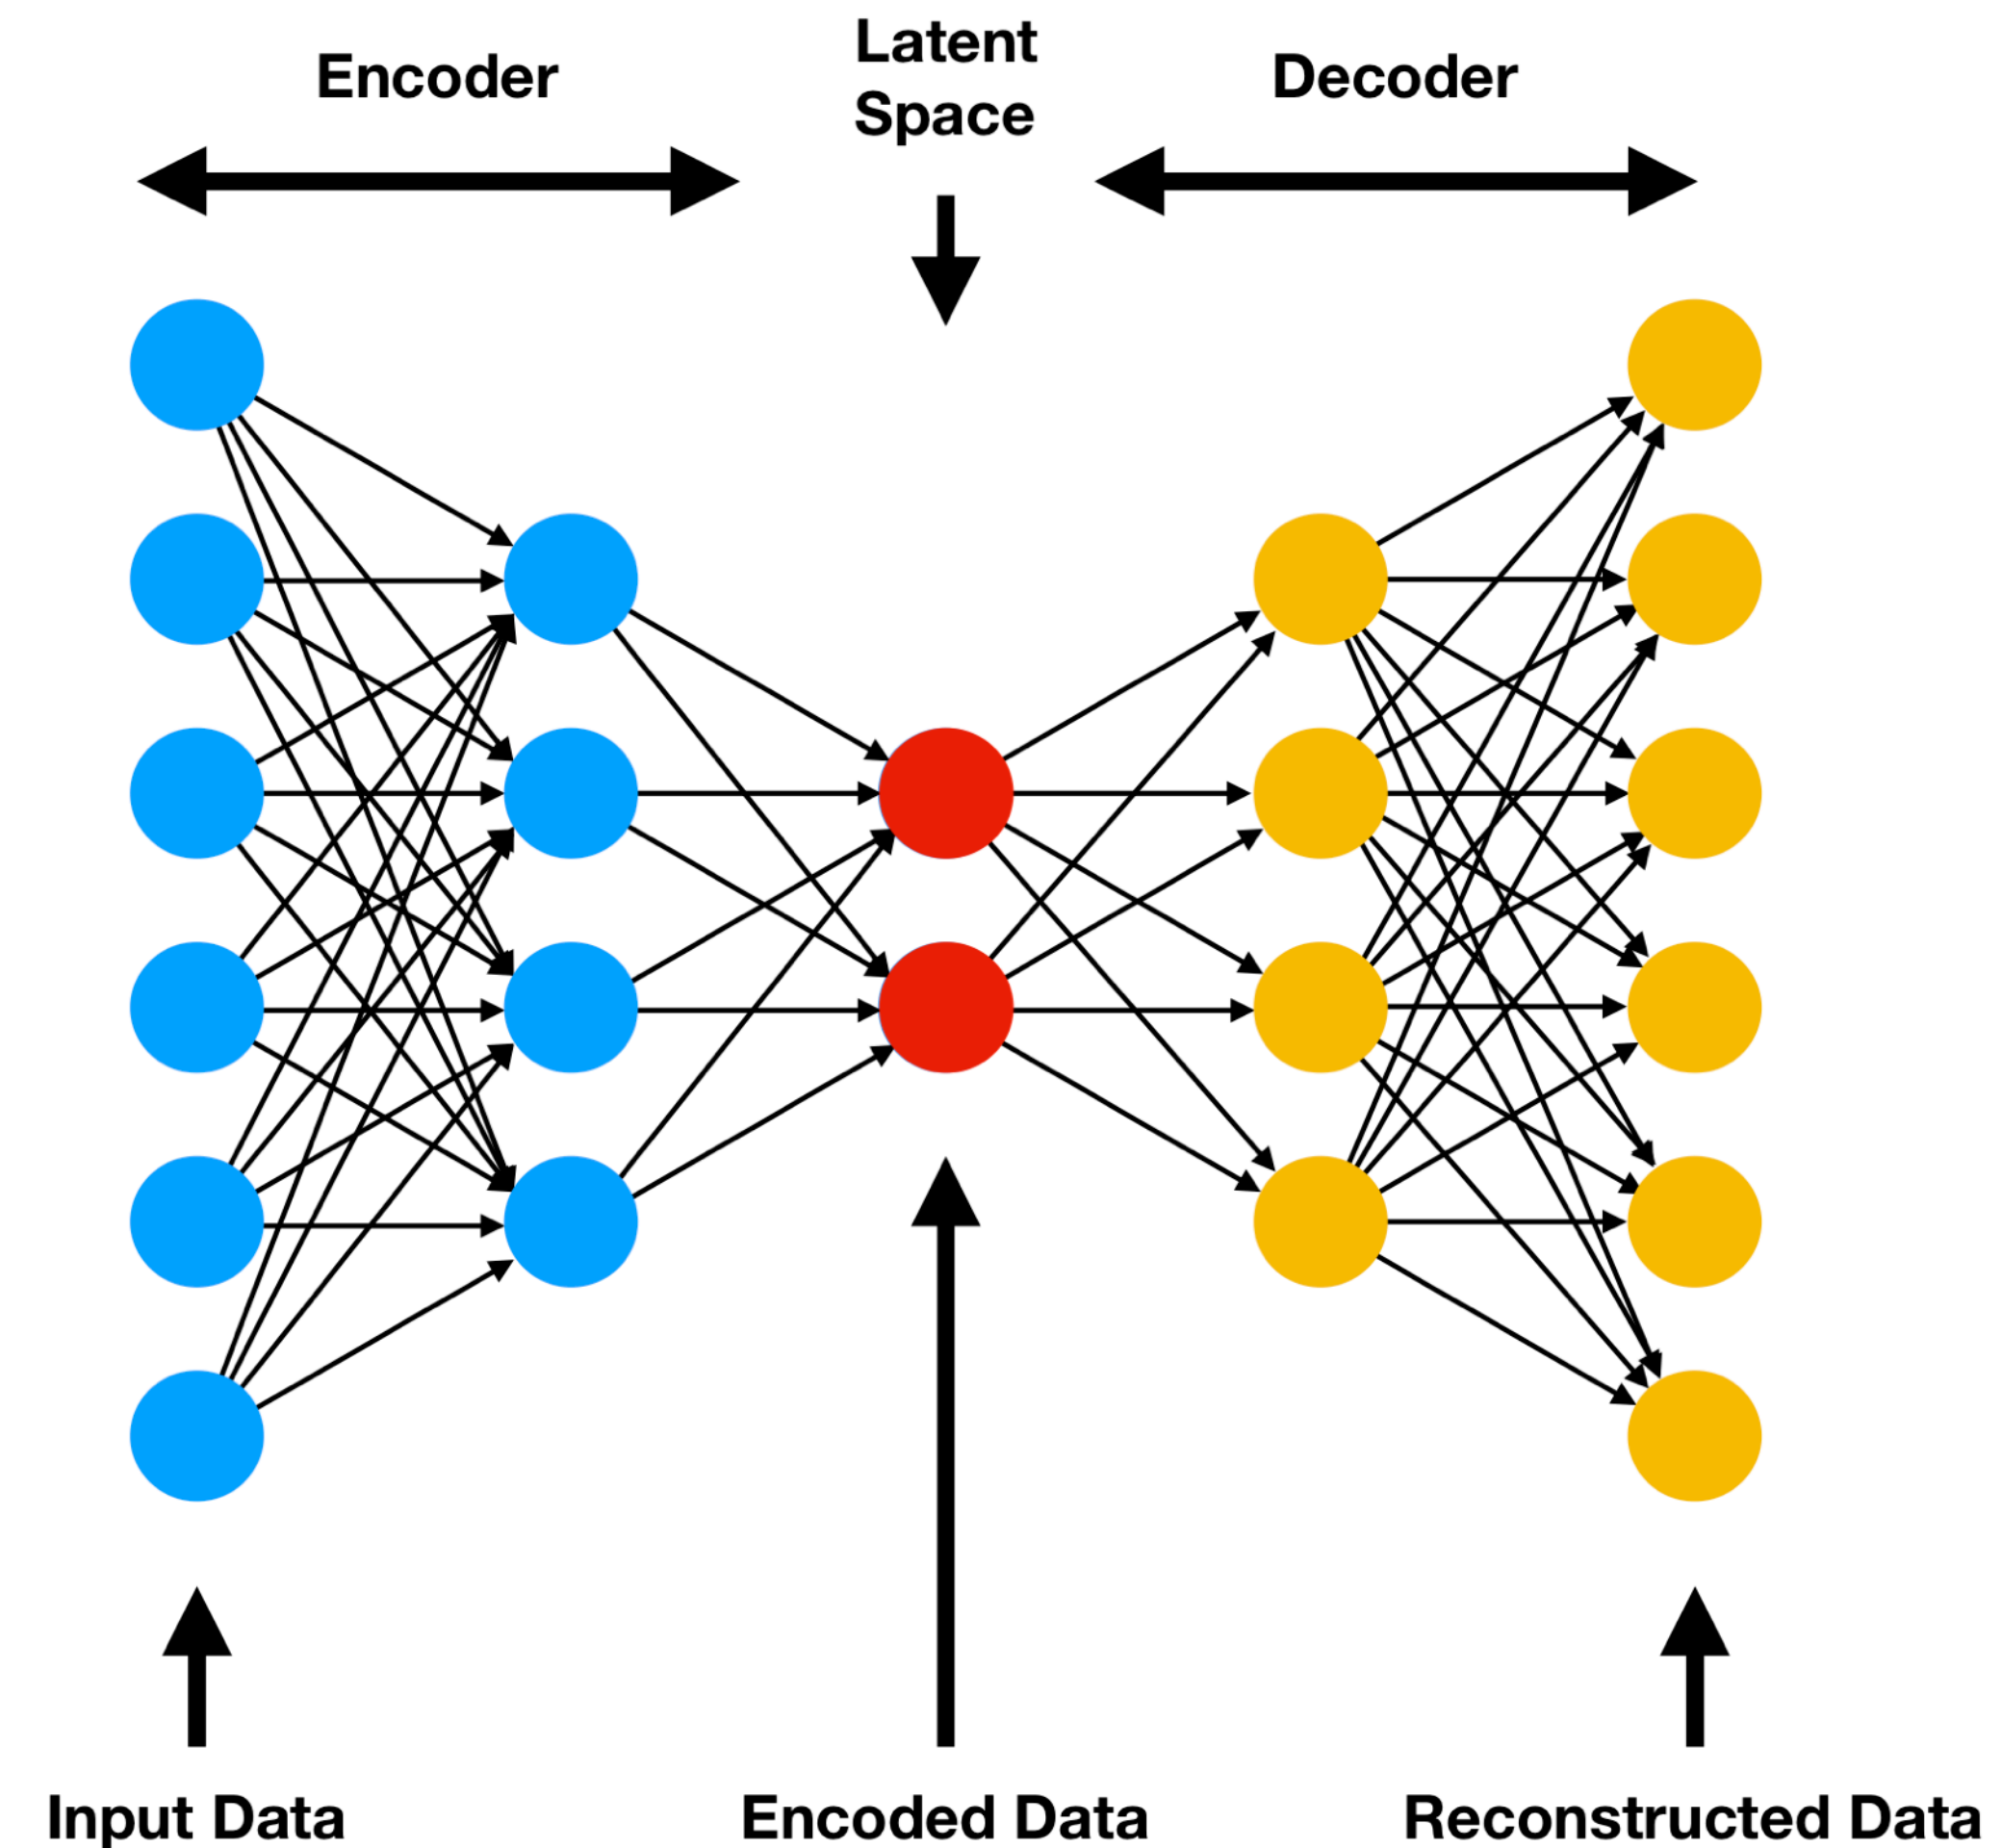 Encoder
Latent
Space
Decoder
Input Data
Encoded Data
Reconstructed Data